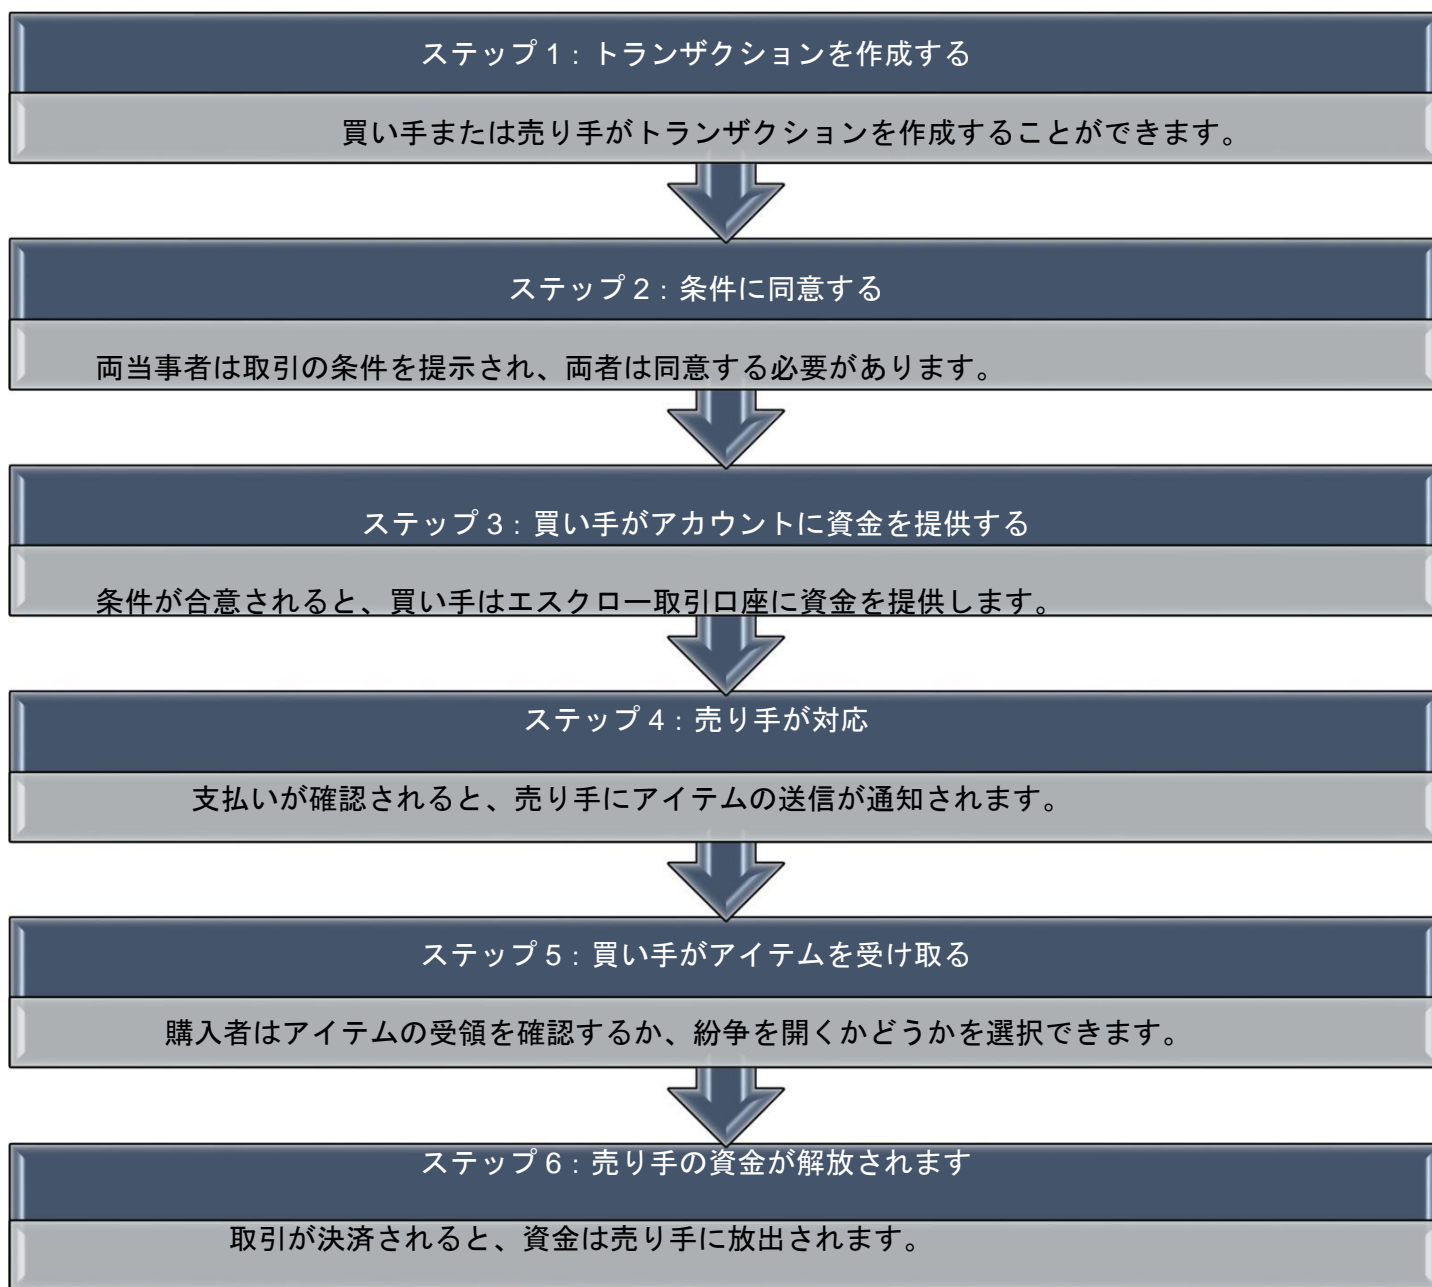 ステップ 1：トランザクションを作成する
買い手または売り手がトランザクションを作成することができます。
ステップ 2：条件に同意する
両当事者は取引の条件を提示され、両者は同意する必要があります。
ステップ 3：買い手がアカウントに資金を提供する
条件が合意されると、買い手はエスクロー取引口座に資金を提供します。
ステップ 4：売り手が対応
支払いが確認されると、売り手にアイテムの送信が通知されます。
ステップ 5：買い手がアイテムを受け取る
購入者はアイテムの受領を確認するか、紛争を開くかどうかを選択できます。
ステップ 6：売り手の資金が解放されます
取引が決済されると、資金は売り手に放出されます。